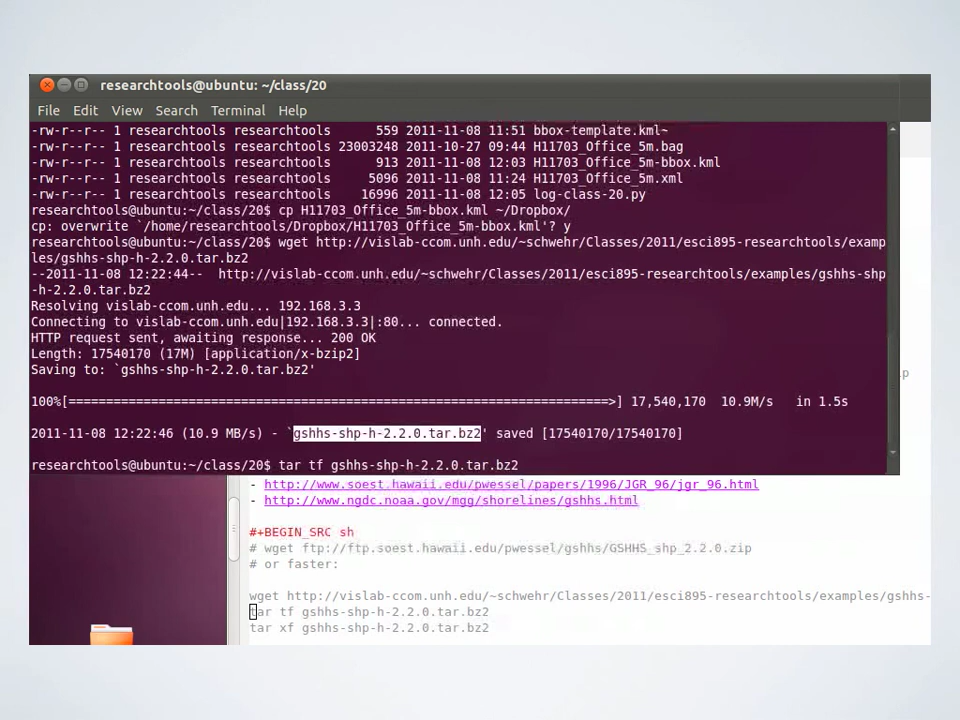 researchtools@ubuntu: ~/class/20
File Edit View Search Terminal Help
-rw-r--r-- 1 researchtools researchtools 559 2011-11-08 11:51 bbox-template.kml~
-rw-r--r-- 1 researchtools researchtools 23003248 2011-10-27 09:44 H11703_Office_5m.bag
-rw-r--r-- 1 researchtools researchtools 913 2011-11-08 12:03 H11703_Office_5m-bbox.kml
-rw-r--r-- 1 researchtools researchtools 5096 2011-11-08 11:24 H11703_Office_5m.xml
-rw-r--r-- 1 researchtools researchtools 16996 2011-11-08 12:05 log-class-20.py
researchtools@ubuntu:~/class/20$ cp H11703_Office_5m-bbox.kml ~/Dropbox/
cp: overwrite `/home/researchtools/Dropbox/H11703_Office_5m-bbox.kml'? y
researchtools@ubuntu:~/class/20$ wget http://vislab-ccom.unh.edu/~schwehr/Classes/2011/esci895-researchtools/examp
les/gshhs-shp-h-2.2.0.tar.bz2
--2011-11-08 12:22:44-- http://vislab-ccom.unh.edu/~schwehr/Classes/2011/esci895-researchtools/examples/gshhs-shp
-h-2.2.0.tar.bz2
Resolving vislab-ccom.unh.edu... 192.168.3.3
Connecting to vislab-ccom.unh.edu|192.168.3.3|:80... connected.
HTTP request sent, awaiting response... 200 OK
Length: 17540170 (17M) [application/x-bzip2]
Saving to: `gshhs-shp-h-2.2.0.tar.bz2'
ip
100%[=====================================================================>] 17,540,170 10.9M/s in 1.5s
2011-11-08 12:22:46 (10.9 MB/s) - `gshhs-shp-h-2.2.0.tar.bz2' saved [17540170/17540170]
researchtools@ubuntu:~/class/20$ tar tf gshhs-shp-h-2.2.0.tar.bz2
- http://www.soest.hawaii.edu/pwessel/papers/1996/JGR_96/jgr_96.html
- http://www.ngdc.noaa.gov/mgg/shorelines/gshhs.html
#+BEGIN_SRC sh
# wget ftp://ftp.soest.hawaii.edu/pwessel/gshhs/GSHHS_shp_2.2.0.zip
# or faster:
wget http://vislab-ccom.unh.edu/~schwehr/Classes/2011/esci895-researchtools/examples/gshhs-
tar tf gshhs-shp-h-2.2.0.tar.bz2
tar xf gshhs-shp-h-2.2.0.tar.bz2